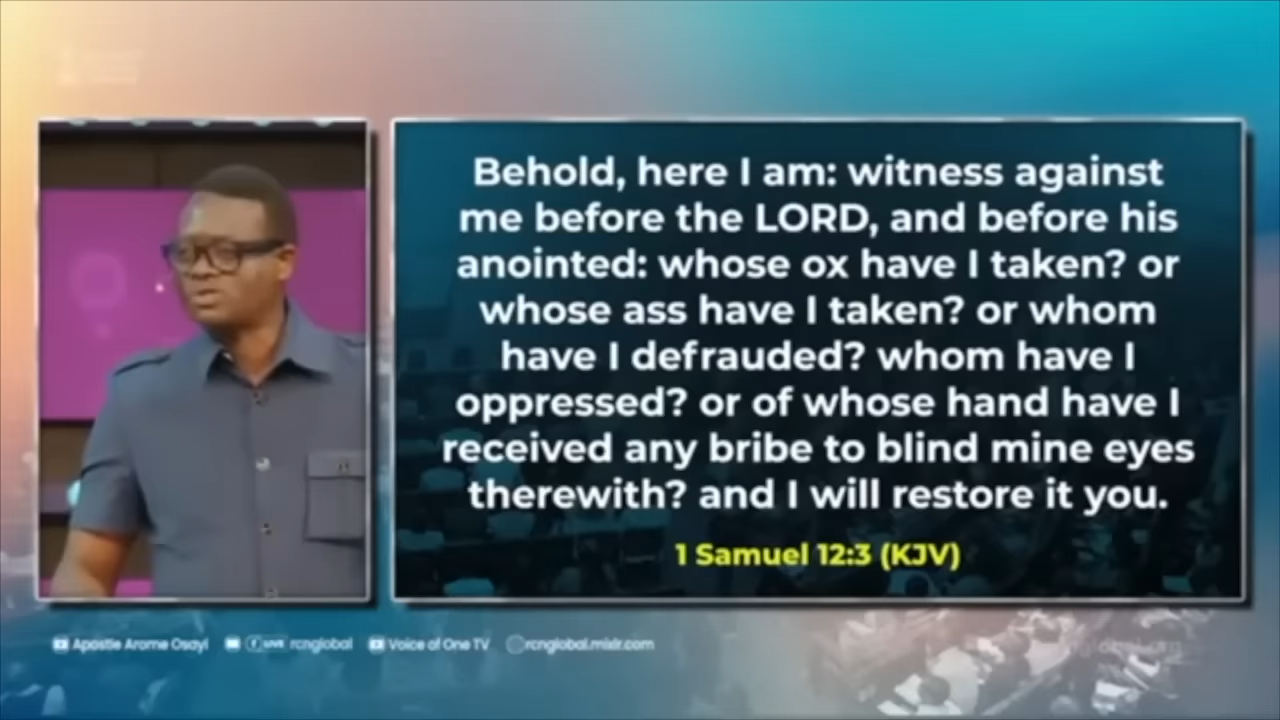 Behold, here I am: witness against
me before the LORD, and before his
anointed: whose ox have I taken? or
whose ass have I taken? or whom
have I defrauded? whom have I
oppressed? or of whose hand have I
received any bribe to blind mine eyes
therewith? and I will restore it you.
1 Samuel 12:3 (KJV)
Apostle Arome Osayi rcnglobal Voice of One TV rcnglobal.mixlr.com